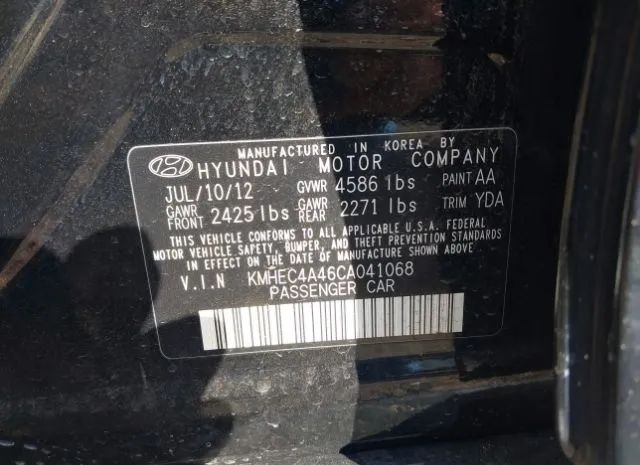 MANUFACTURED IN KOREA BY
HYUNDAI MOTOR COMPANY
JUL/10/12 GVWR 4586 lbs PAINT AA
GAWR FRONT 2425 lbs GAWR REAR 2271 lbs TRIM YDA
THIS VEHICLE CONFORMS TO ALL APPLICABLE U.S.A. FEDERAL
MOTOR VEHICLE SAFETY, BUMPER, AND THEFT PREVENTION STANDARDS
IN EFFECT ON THE DATE OF MANUFACTURE SHOWN ABOVE.
V.I.N KMHEC4A46CA041068
PASSENGER CAR